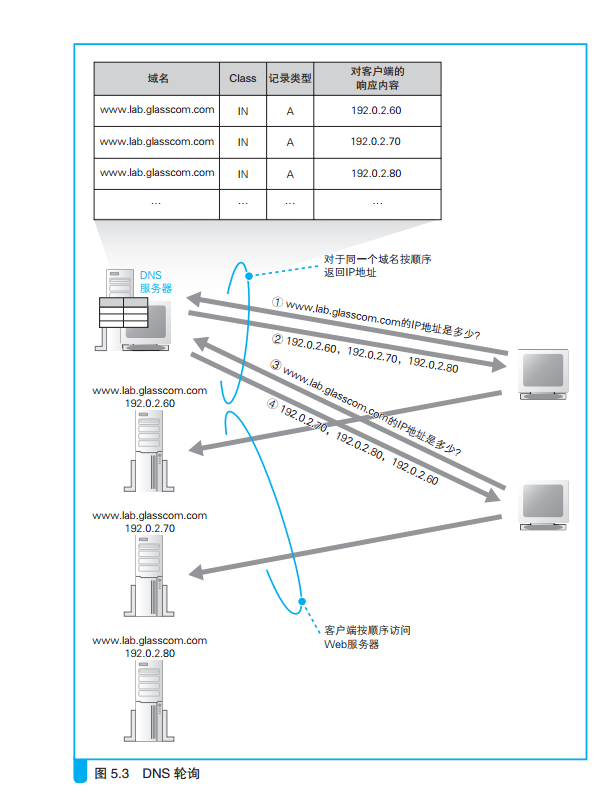 域名 Class 记录类型 对客户端的
响应内容
www.lab.glasscom.com IN A 192.0.2.60
www.lab.glasscom.com IN A 192.0.2.70
www.lab.glasscom.com IN A 192.0.2.80
… … … …
对于同一个域名按顺序
返回IP地址
DNS
服务器
① www.lab.glasscom.com的IP地址是多少？
② 192.0.2.60，192.0.2.70，192.0.2.80
③ www.lab.glasscom.com的IP地址是多少？
④ 192.0.2.70，192.0.2.80，192.0.2.60
www.lab.glasscom.com
192.0.2.60
www.lab.glasscom.com
192.0.2.70
www.lab.glasscom.com
192.0.2.80
客户端按顺序访问
Web服务器
图 5.3 DNS 轮询